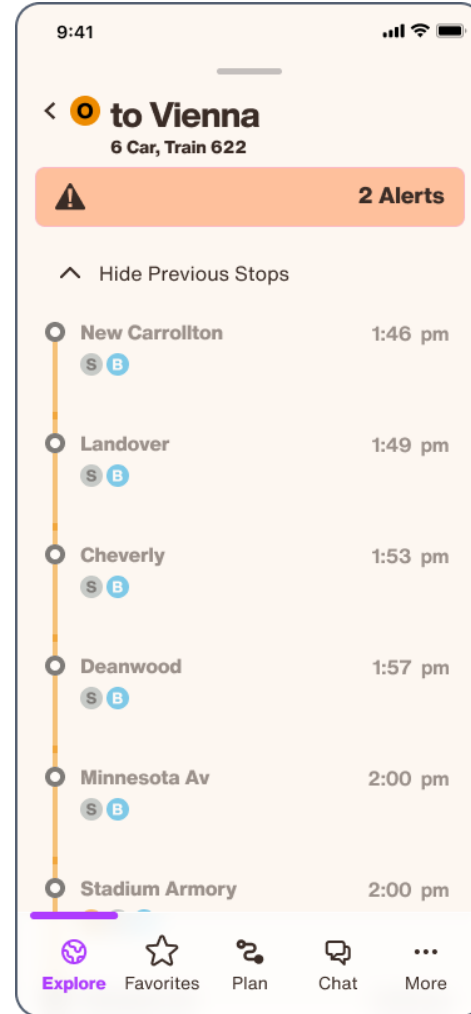 9:41
O to Vienna
6 Car, Train 622
2 Alerts
Hide Previous Stops
New Carrollton 1:46 pm
S B
Landover 1:49 pm
S B
Cheverly 1:53 pm
S B
Deanwood 1:57 pm
S B
Minnesota Av 2:00 pm
S B
Stadium Armory 2:00 pm
Explore Favorites Plan Chat More